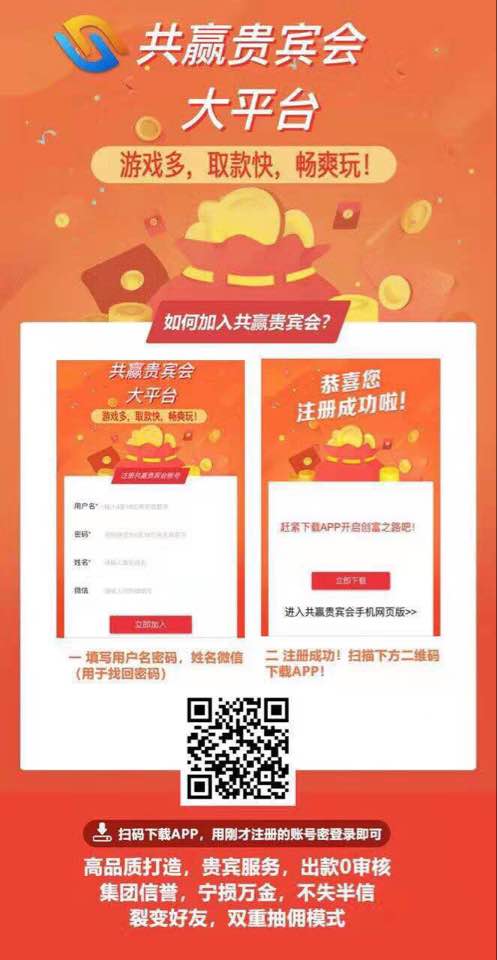 共赢贵宾会
大平台
游戏多，取款快，畅爽玩！
如何加入共赢贵宾会？
共赢贵宾会
大平台
游戏多，取款快，畅爽玩！
注册共赢贵宾会账号
用户名*
密码*
姓名*
微信
立即加入
一 填写用户名密码，姓名微信
（用于找回密码）
恭喜您
注册成功啦！
赶紧下载APP开启创富之路吧！
立即下载
进入共赢贵宾会手机网页版>>
二 注册成功！扫描下方二维码
下载APP！
扫码下载APP，用刚才注册的账号密登录即可
高品质打造，贵宾服务，出款0审核
集团信誉，宁损万金，不失半信
裂变好友，双重抽佣模式